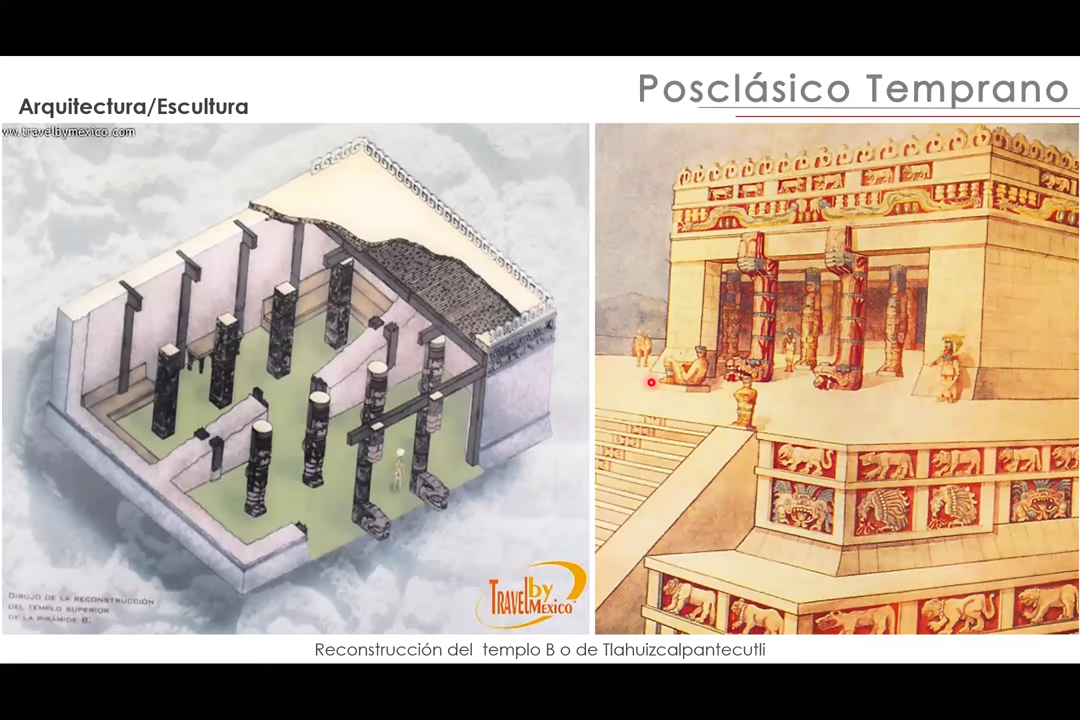 Posclásico Temprano
Arquitectura/Escultura
ww.travelbymexico.com
DIBUJO DE LA RECONSTRUCCIÓN
DEL TEMPLO SUPERIOR
DE LA PIRÁMIDE B.
TRAVEL by MÉXICO
Reconstrucción del templo B o de Tlahuizcalpantecutli